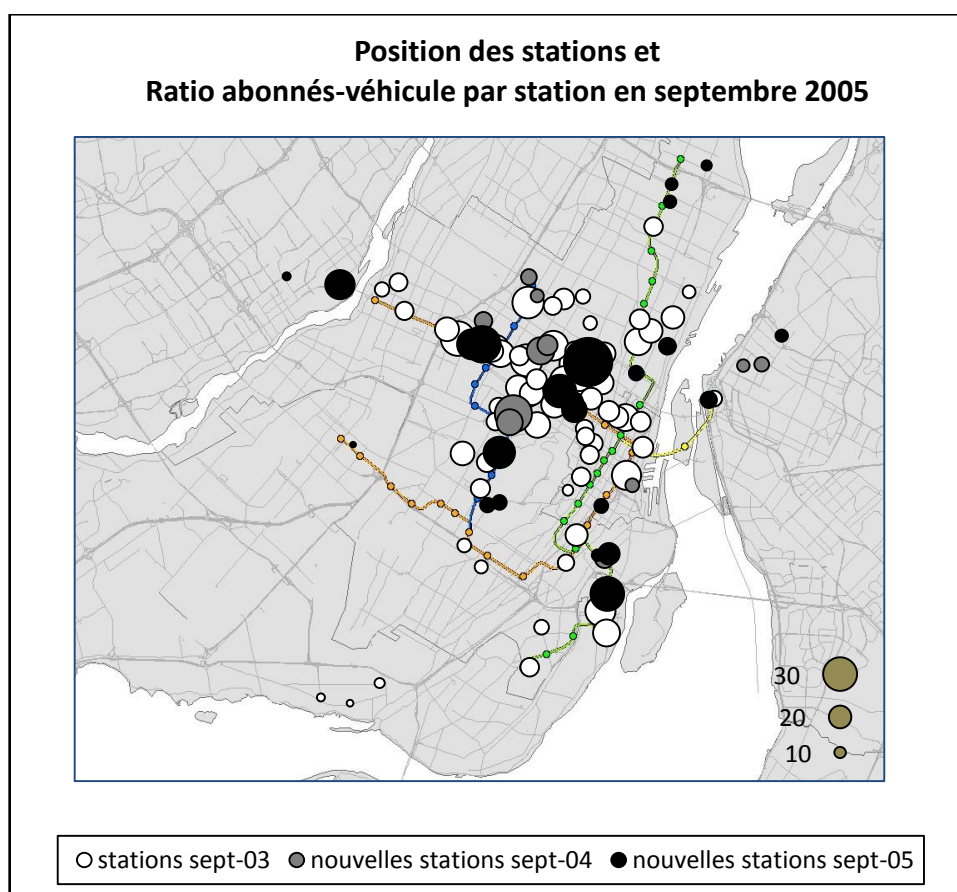 Position des stations et
Ratio abonnés-véhicule par station en septembre 2005
30
20
10
stations sept-03 nouvelles stations sept-04 nouvelles stations sept-05